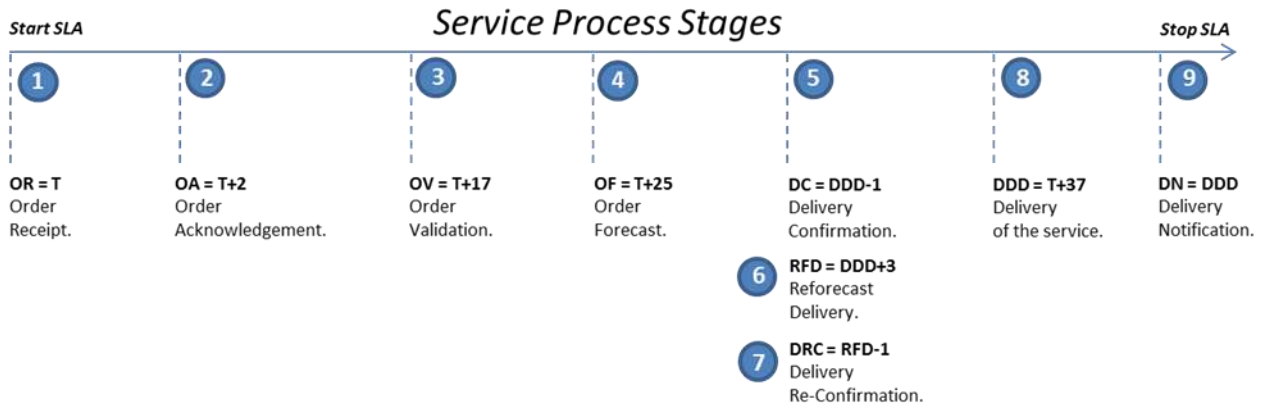 Service Process Stages
Start SLA
Stop SLA
1
2
3
4
5
8
9
OR = T
Order
Receipt.
OA = T+2
Order
Acknowledgement.
OV = T+17
Order
Validation.
OF = T+25
Order
Forecast.
DC = DDD-1
Delivery
Confirmation.
6
RFD = DDD+3
Reforecast
Delivery.
7
DRC = RFD-1
Delivery
Re-Confirmation.
DDD = T+37
Delivery
of the service.
DN = DDD
Delivery
Notification.